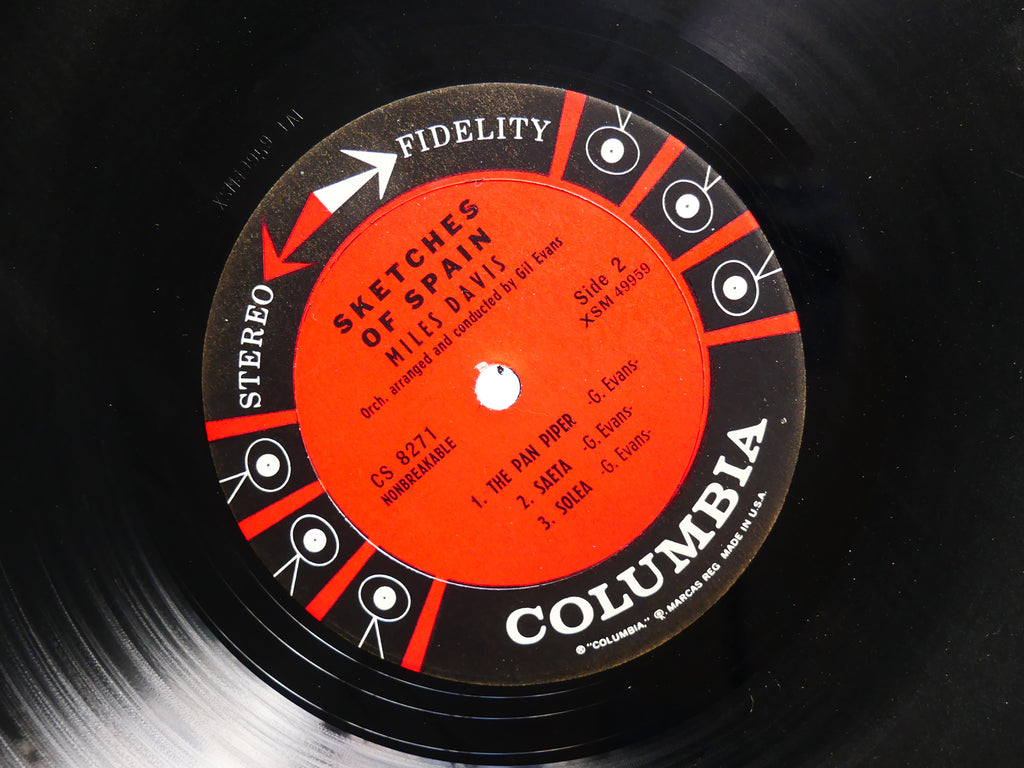 STEREO FIDELITY
SKETCHES
OF SPAIN
MILES DAVIS
Orch. arranged and conducted by Gil Evans
Side 2
XSM 49959
CS 8271
NONBREAKABLE
1. THE PAN PIPER -G. Evans-
2. SAETA -G. Evans-
3. SOLEA -G. Evans-
COLUMBIA
® "COLUMBIA," MARCAS REG MADE IN U.S.A.